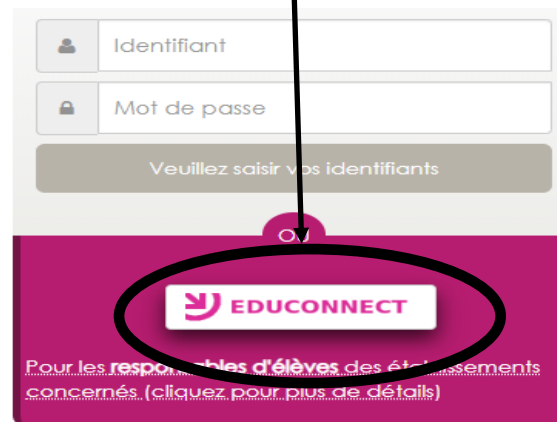 Identifiant
Mot de passe
Veuillez saisir vos identifiants
OU
EDUCONNECT
Pour les responsables d'élèves des établissements
concernés (cliquez pour plus de détails)